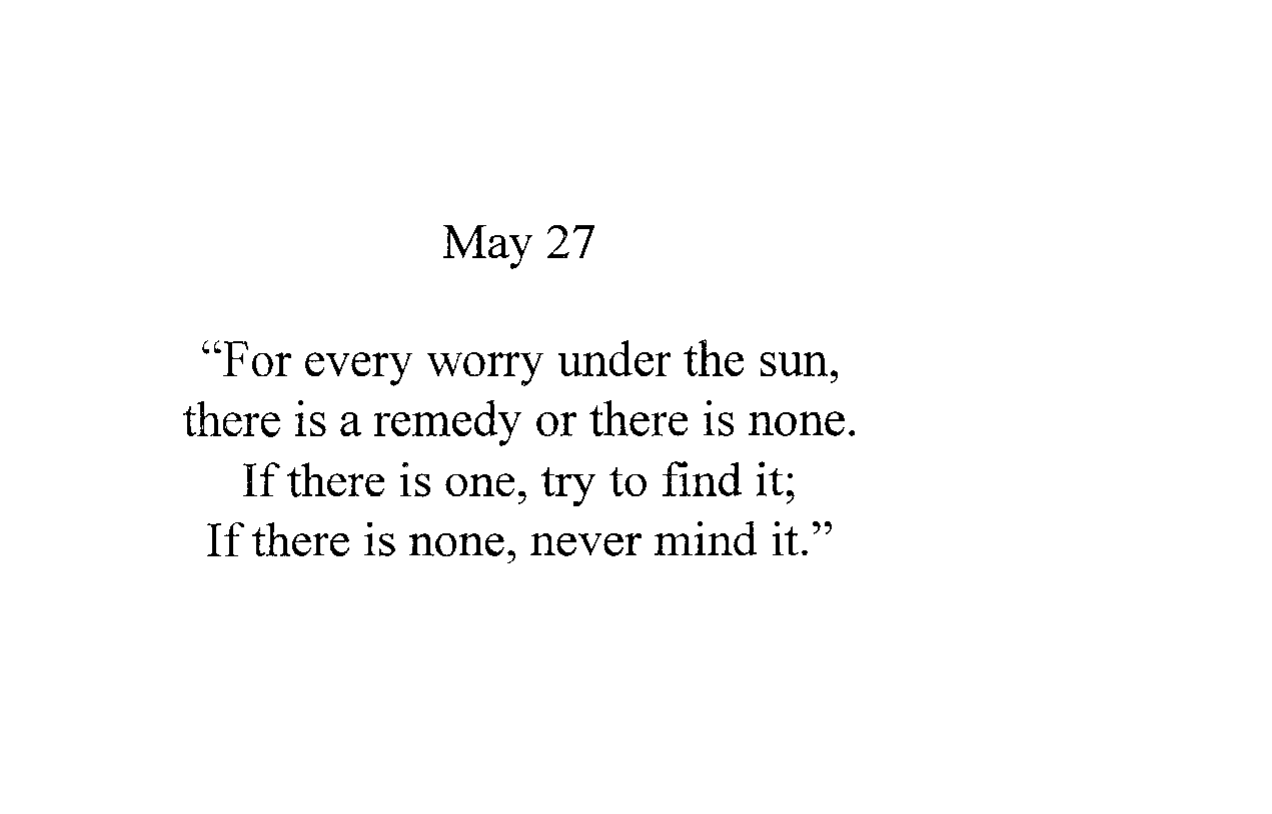 May 27
“For every worry under the sun,
there is a remedy or there is none.
If there is one, try to find it;
If there is none, never mind it.”